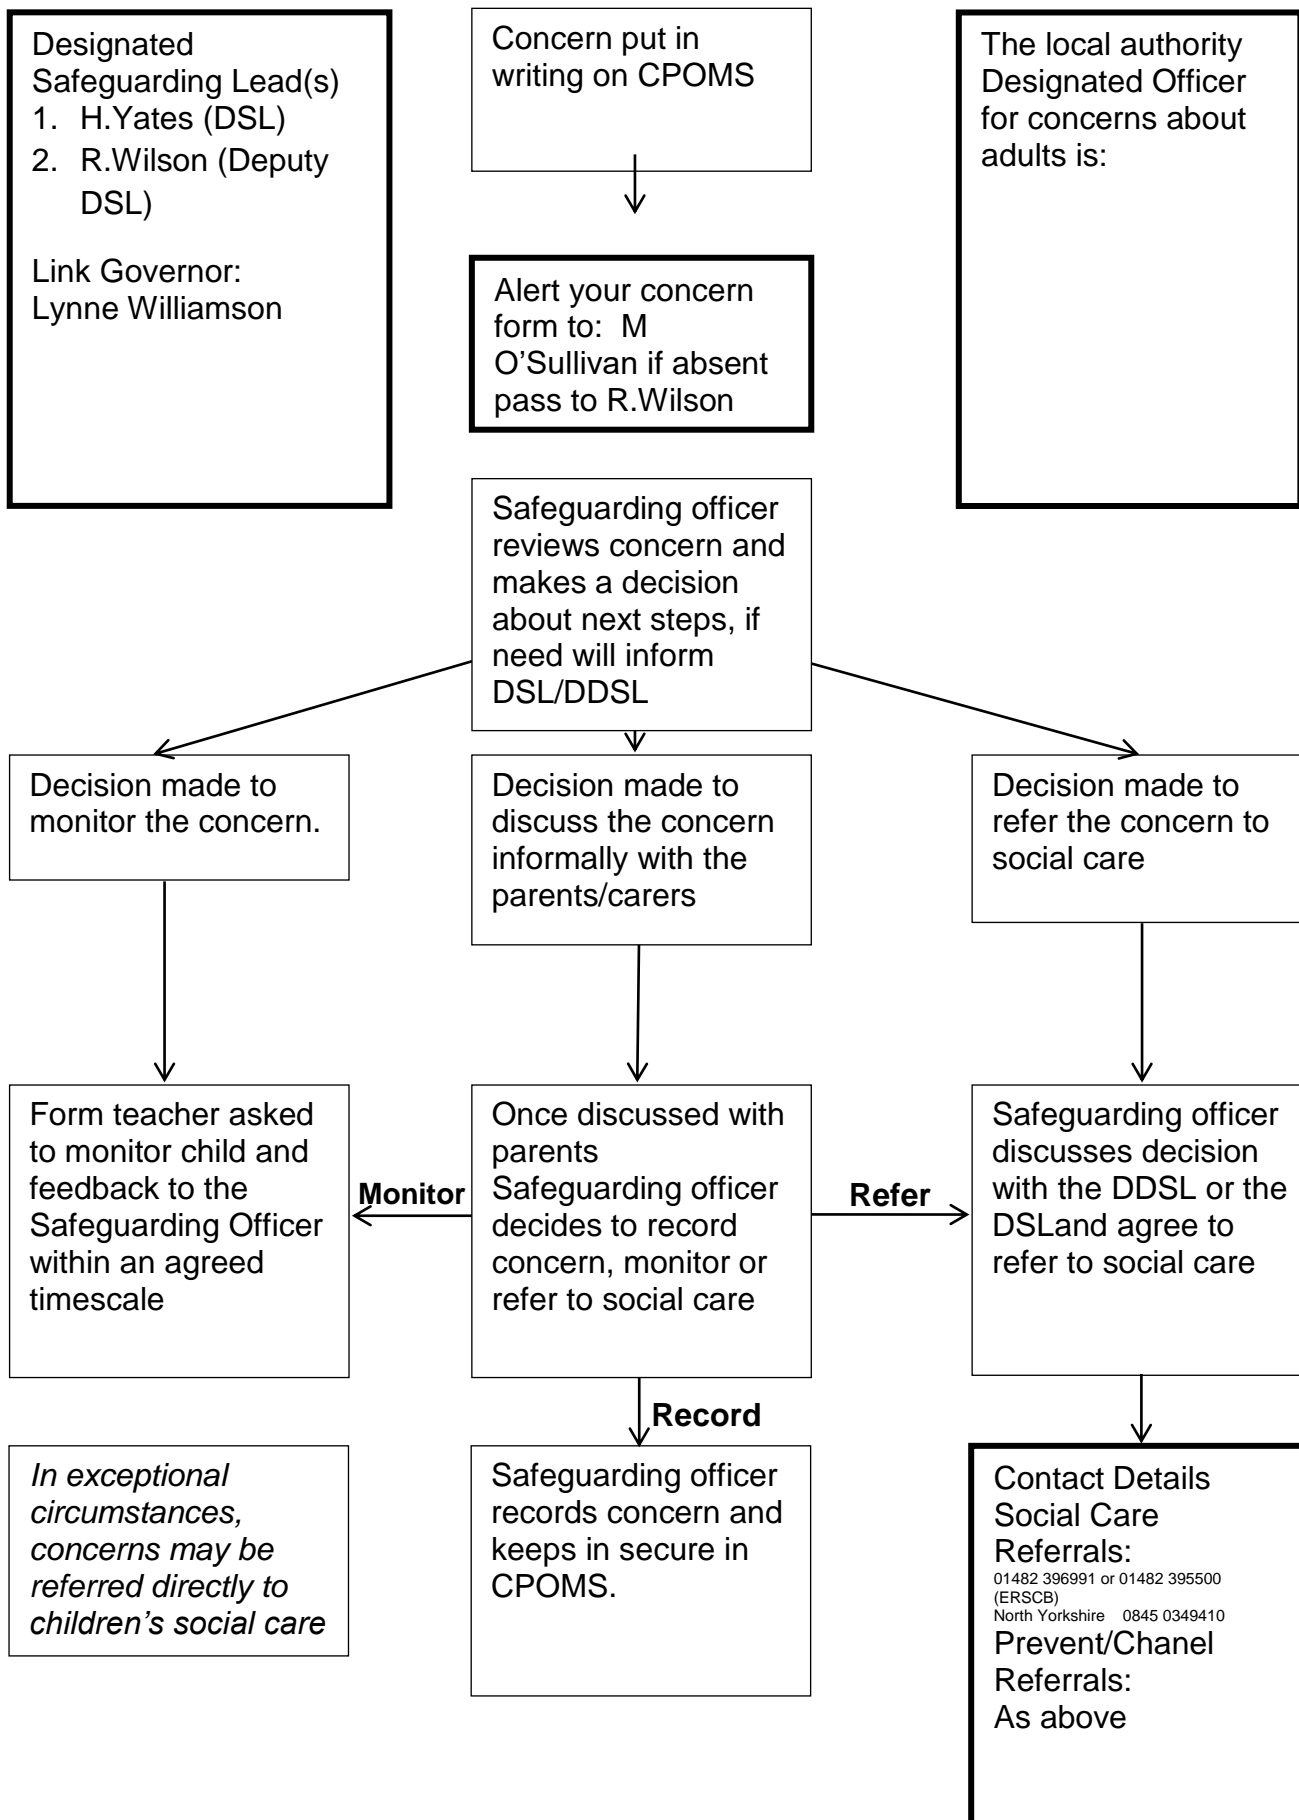 Designated
Safeguarding Lead(s)
1. H.Yates (DSL)
2. R.Wilson (Deputy
DSL)
Link Governor:
Lynne Williamson
Concern put in
writing on CPOMS
The local authority
Designated Officer
for concerns about
adults is:
Alert your concern
form to: M
O'Sullivan if absent
pass to R.Wilson
Safeguarding officer
reviews concern and
makes a decision
about next steps, if
need will inform
DSL/DDSL
Decision made to
monitor the concern.
Decision made to
discuss the concern
informally with the
parents/carers
Decision made to
refer the concern to
social care
Form teacher asked
to monitor child and
feedback to the
Safeguarding Officer
within an agreed
timescale
Monitor
Once discussed with
parents
Safeguarding officer
decides to record
concern, monitor or
refer to social care
Refer
Safeguarding officer
discusses decision
with the DDSL or the
DSLand agree to
refer to social care
Record
In exceptional
circumstances,
concerns may be
referred directly to
children's social care
Safeguarding officer
records concern and
keeps in secure in
CPOMS.
Contact Details
Social Care
Referrals:
01482 396991 or 01482 395500
(ERSCB)
North Yorkshire 0845 0349410
Prevent/Chanel
Referrals:
As above